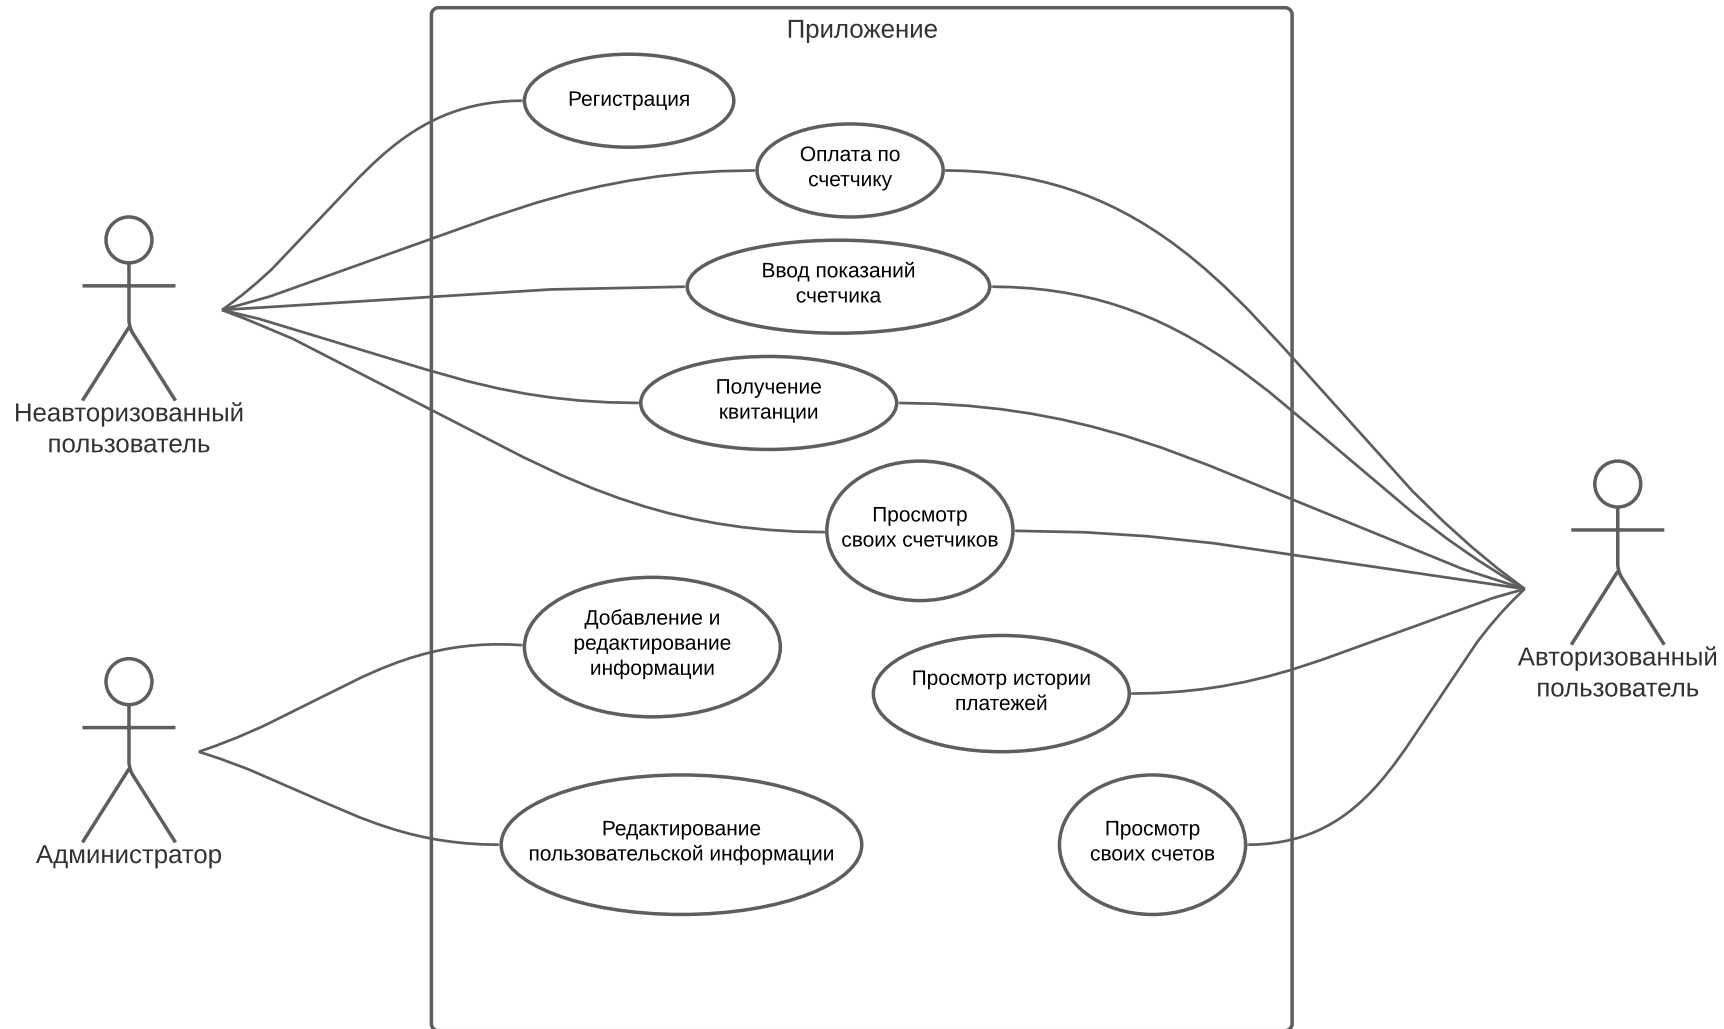 Приложение
Регистрация
Оплата по
счетчику
Ввод показаний
счетчика
Получение
квитанции
Неавторизованный
пользователь
Просмотр
своих счетчиков
Добавление и
редактирование
информации
Просмотр истории
платежей
Авторизованный
пользователь
Редактирование
пользовательской информации
Просмотр
своих счетов
Администратор